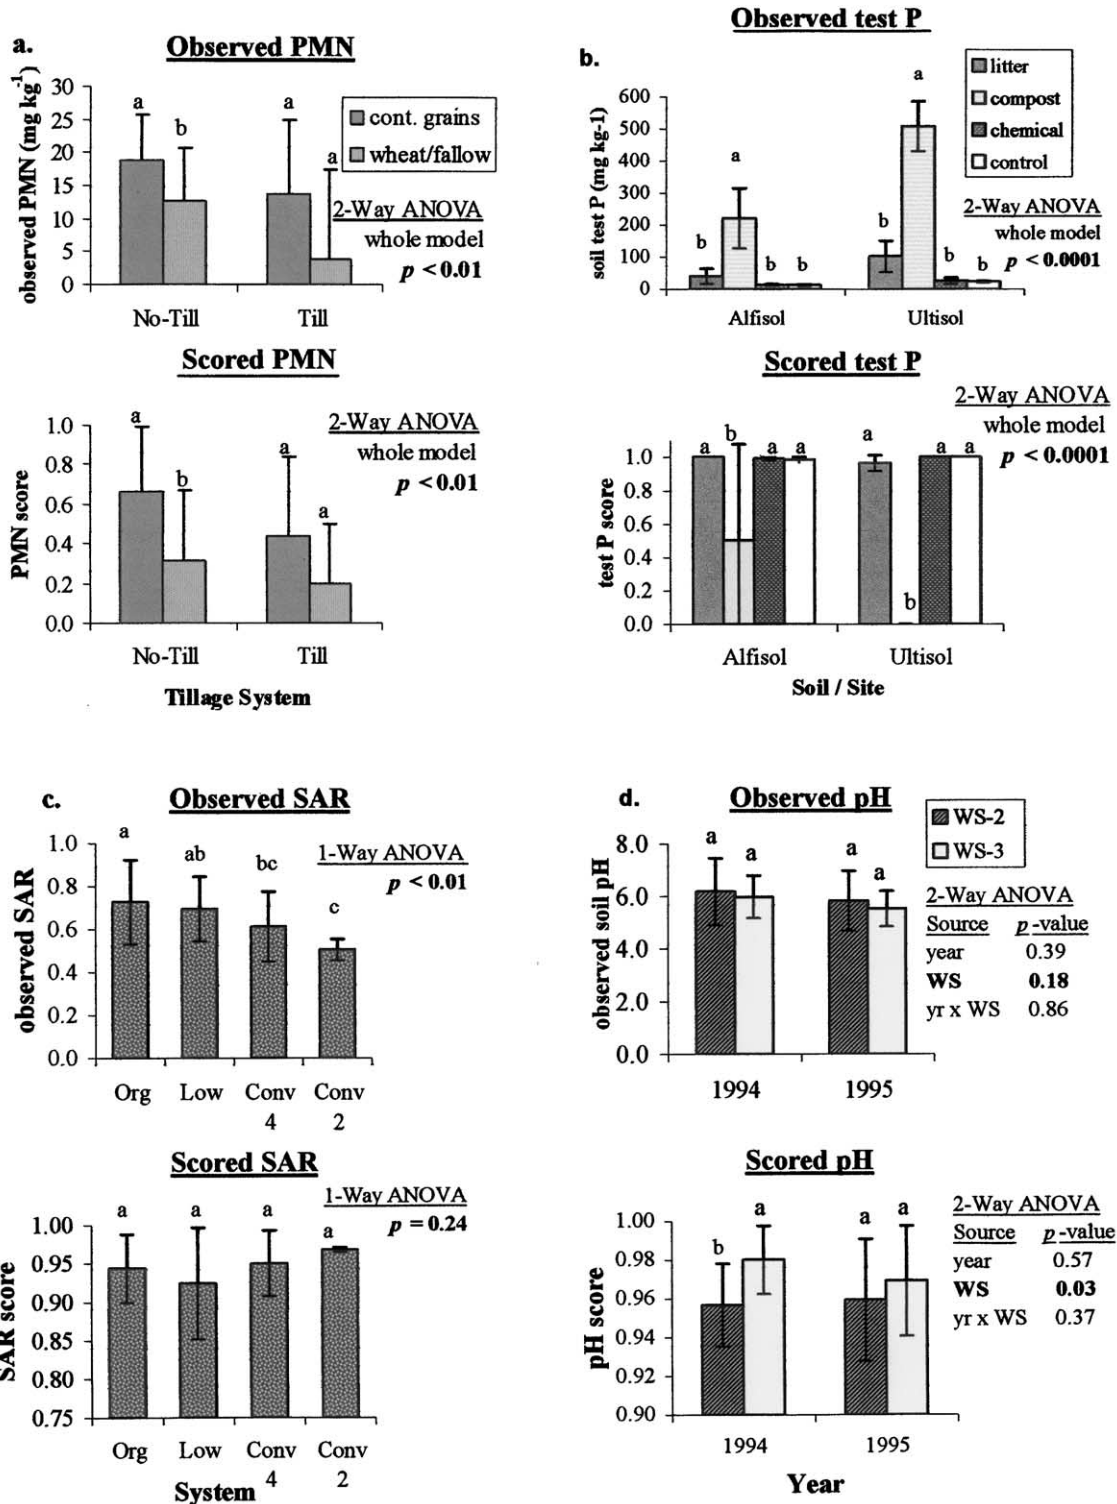 a.
Observed PMN
observed PMN (mg kg-1)
30
25
20
15
10
5
0
a
b
a
a
cont. grains
wheat/fallow
2-Way ANOVA
whole model
p < 0.01
No-Till
Till
Scored PMN
PMN score
1.0
0.8
0.6
0.4
0.2
0.0
a
b
a
a
2-Way ANOVA
whole model
p < 0.01
No-Till
Till
Tillage System
Observed test P
b.
soil test P (mg kg-1)
600
500
400
300
200
100
0
b
a
b
b
b
a
b
b
litter
compost
chemical
control
2-Way ANOVA
whole model
p < 0.0001
Alfisol
Ultisol
Scored test P
test P score
1.0
0.8
0.6
0.4
0.2
0.0
a
b
a
a
a
b
a
a
2-Way ANOVA
whole model
p < 0.0001
Alfisol
Ultisol
Soil / Site
c.
Observed SAR
observed SAR
1.0
0.8
0.6
0.4
0.2
0.0
a
ab
bc
c
1-Way ANOVA
p < 0.01
Org
Low
Conv 4
Conv 2
Scored SAR
SAR score
1.00
0.95
0.90
0.85
0.80
0.75
a
a
a
a
1-Way ANOVA
p = 0.24
Org
Low
Conv 4
Conv 2
System
d.
Observed pH
observed soil pH
8.0
6.0
4.0
2.0
0.0
a
a
a
a
WS-2
WS-3
2-Way ANOVA
Source p-value
year 0.39
WS 0.18
yr x WS 0.86
1994
1995
Scored pH
pH score
1.00
0.98
0.96
0.94
0.92
0.90
b
a
a
a
2-Way ANOVA
Source p-value
year 0.57
WS 0.03
yr x WS 0.37
1994
1995
Year